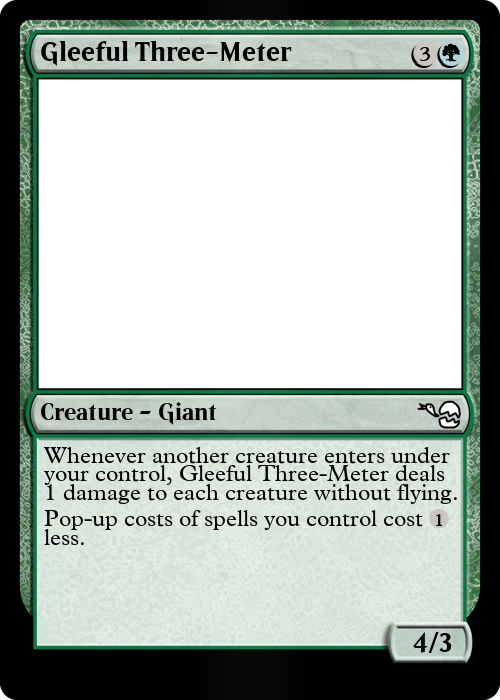 Gleeful Three-Meter 3
Creature – Giant
Whenever another creature enters under
your control, Gleeful Three-Meter deals
1 damage to each creature without flying.
Pop-up costs of spells you control cost 1
less.
4/3